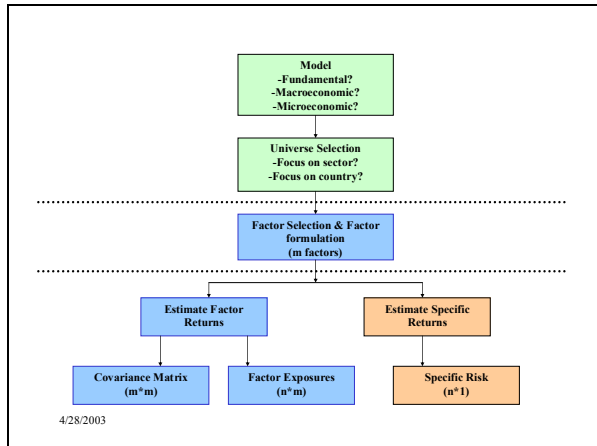 Model
-Fundamental?
-Macroeconomic?
-Microeconomic?
Universe Selection
-Focus on sector?
-Focus on country?
Factor Selection & Factor
formulation
(m factors)
Estimate Factor
Returns
Estimate Specific
Returns
Covariance Matrix
(m*m)
Factor Exposures
(n*m)
Specific Risk
(n*1)
4/28/2003